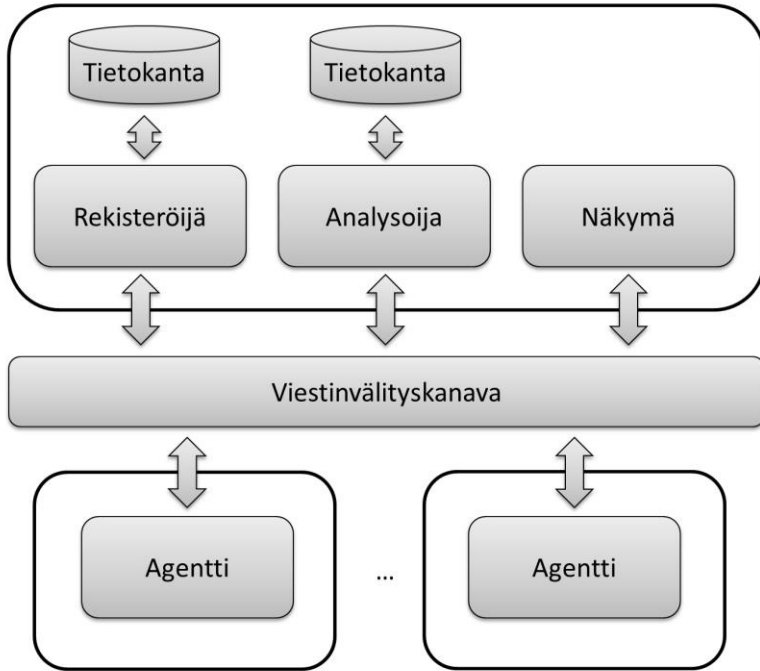 Tietokanta
Tietokanta
Rekisteröijä
Analysoija
Näkymä
Viestinvälityskanava
Agentti
...
Agentti